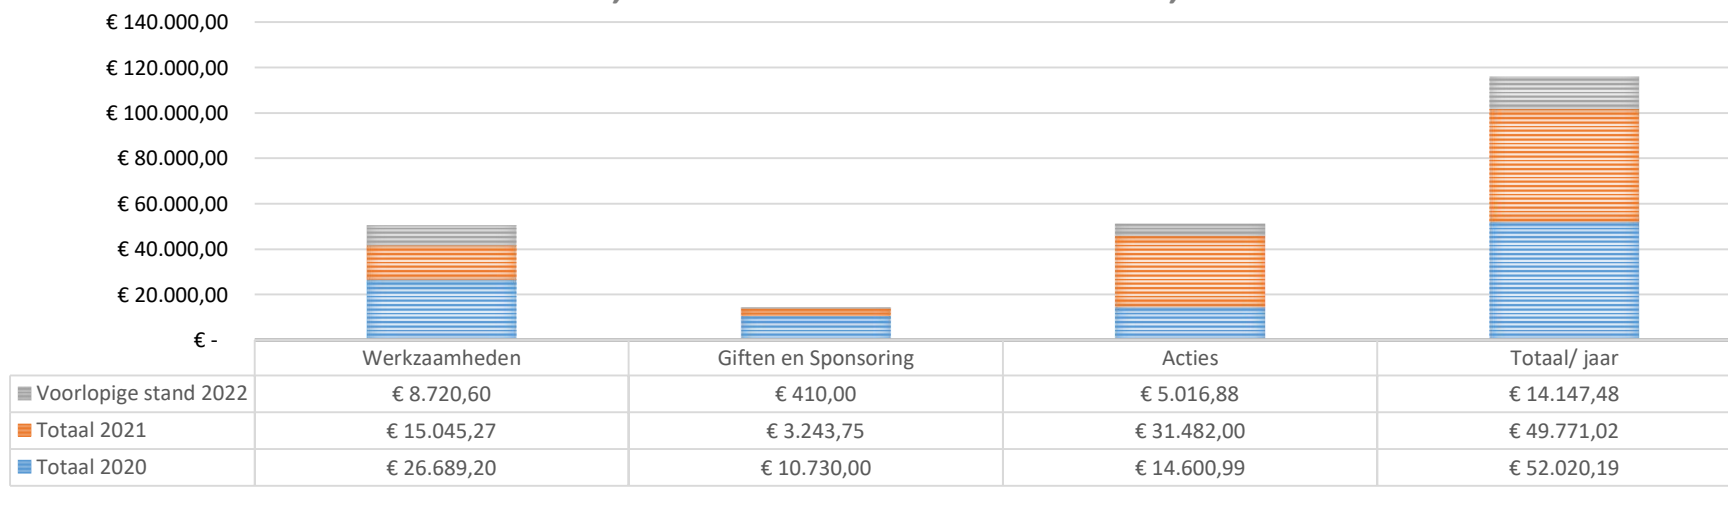 € 140.000,00
€ 120.000,00
€ 100.000,00
€ 80.000,00
€ 60.000,00
€ 40.000,00
€ 20.000,00
€ -
Werkzaamheden Giften en Sponsoring Acties Totaal/ jaar
Voorlopige stand 2022 € 8.720,60 € 410,00 € 5.016,88 € 14.147,48
Totaal 2021 € 15.045,27 € 3.243,75 € 31.482,00 € 49.771,02
Totaal 2020 € 26.689,20 € 10.730,00 € 14.600,99 € 52.020,19